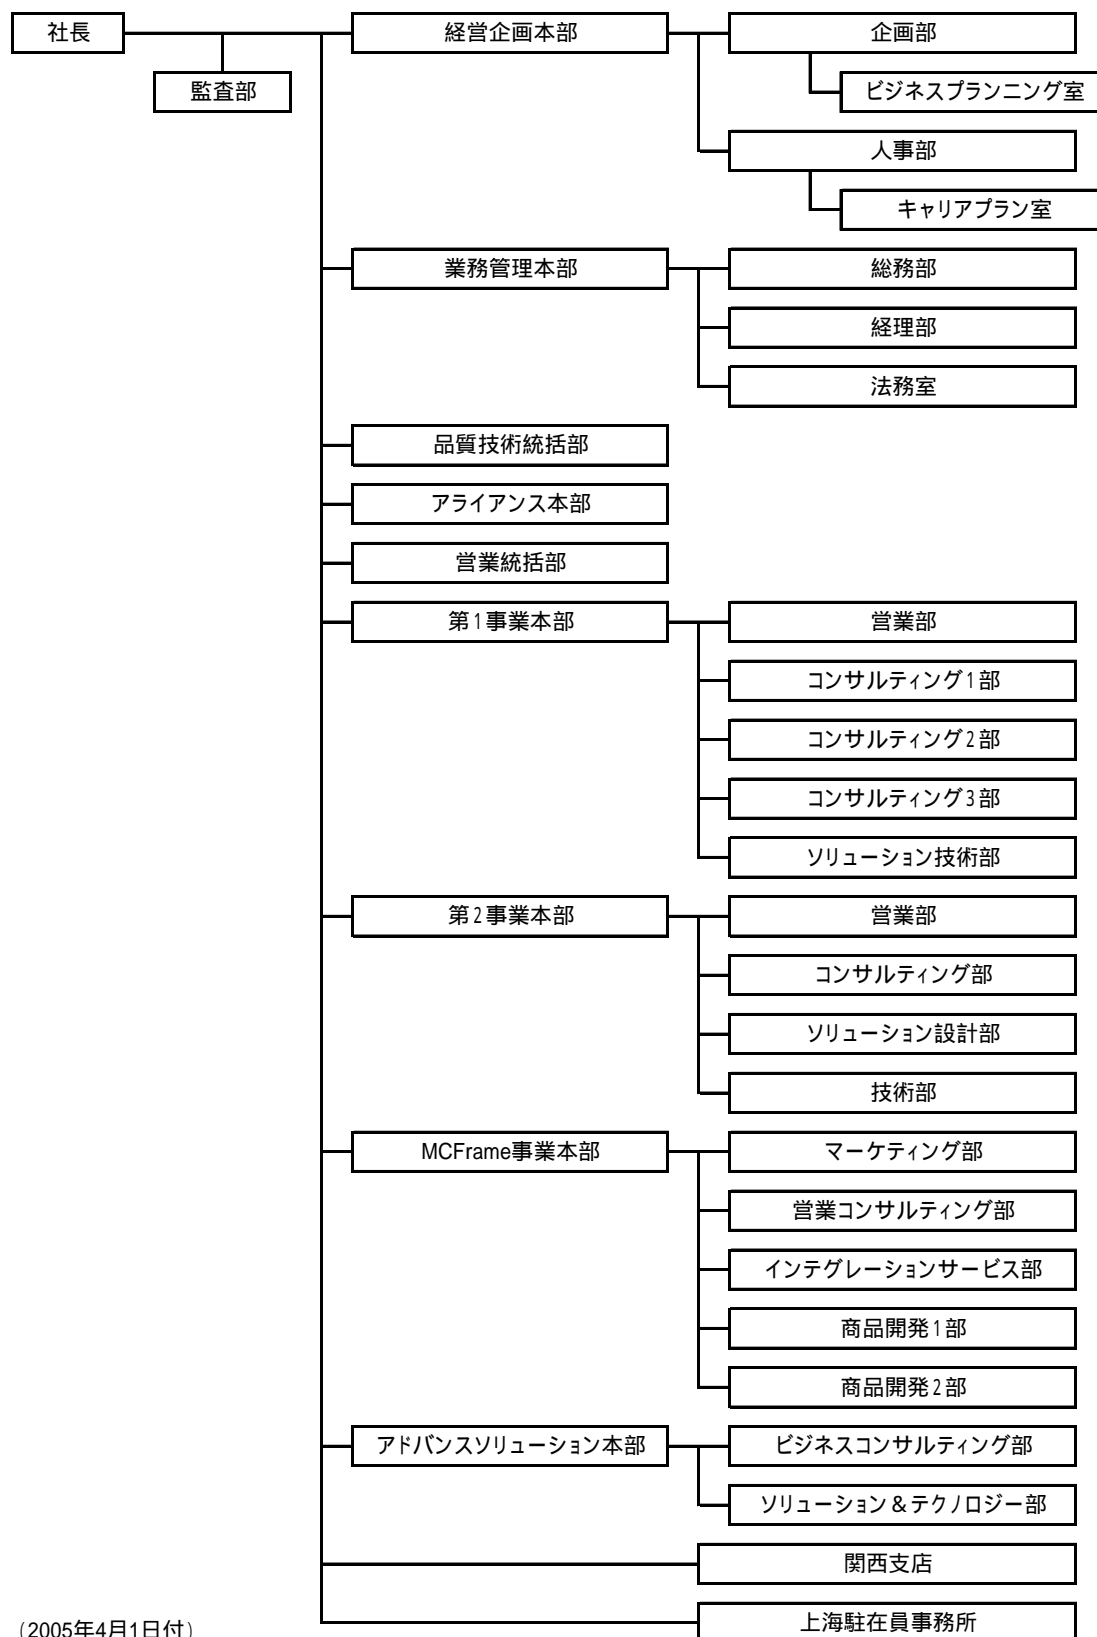 社長
経営企画本部
企画部
監査部
ビジネスプランニング室
人事部
キャリアプラン室
業務管理本部
総務部
経理部
法務室
品質技術統括部
アライアンス本部
営業統括部
第1事業本部
営業部
コンサルティング1部
コンサルティング2部
コンサルティング3部
ソリューション技術部
第2事業本部
営業部
コンサルティング部
ソリューション設計部
技術部
MCFrame事業本部
マーケティング部
営業コンサルティング部
インテグレーションサービス部
商品開発1部
商品開発2部
アドバンスソリューション本部
ビジネスコンサルティング部
ソリューション&テクノロジー部
関西支店
上海駐在員事務所
(2005年4月1日付)